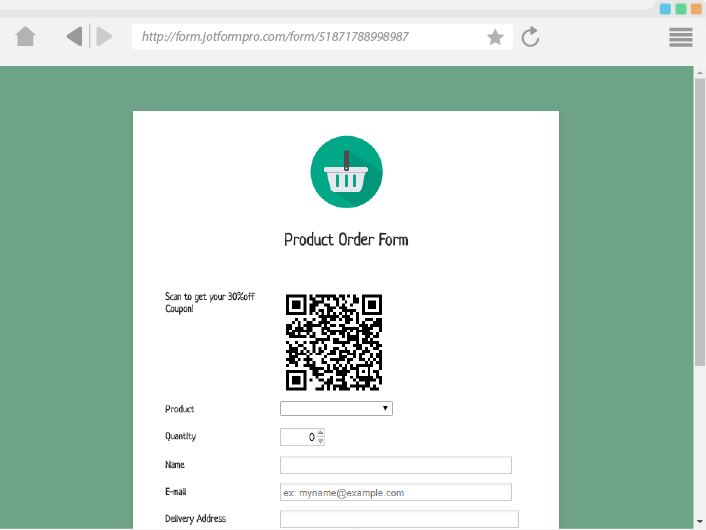 http://form.jotformpro.com/form/51871788998987
Product Order Form
Scan to get your 30%off
Coupon!
Product
Quantity
0
Name
E-mail
ex: myname@example.com
Delivery Address